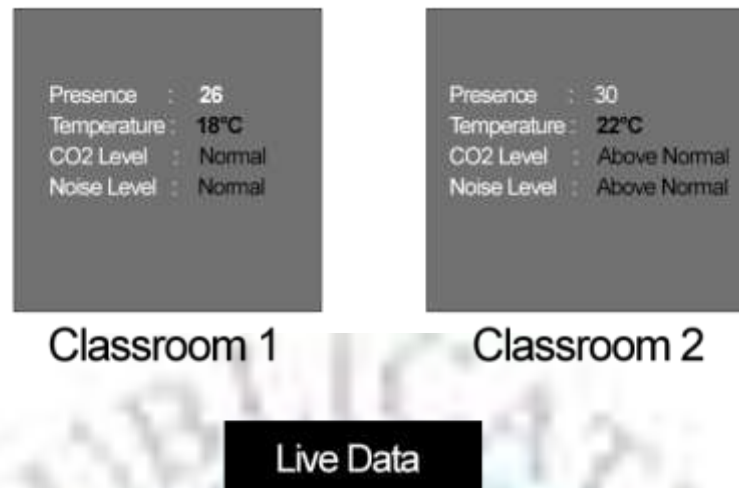 Presence : 26
Temperature : 18°C
CO2 Level : Normal
Noise Level : Normal
Classroom 1
Presence : 30
Temperature : 22°C
CO2 Level : Above Normal
Noise Level : Above Normal
Classroom 2
Live Data